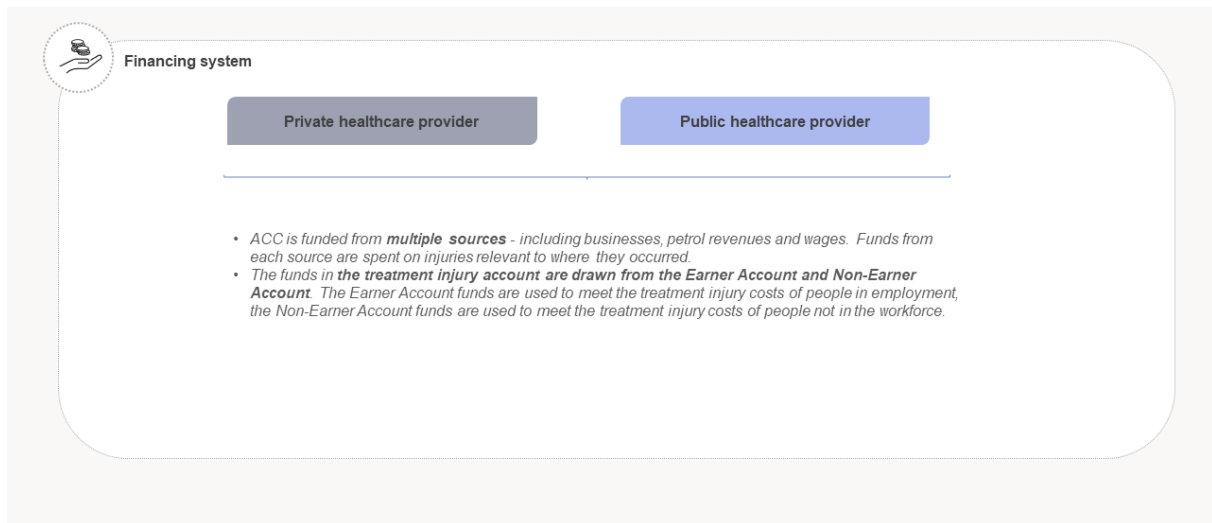 Financing system
Private healthcare provider
Public healthcare provider
• ACC is funded from multiple sources - including businesses, petrol revenues and wages. Funds from
each source are spent on injuries relevant to where they occurred.
• The funds in the treatment injury account are drawn from the Earner Account and Non-Earner
Account. The Earner Account funds are used to meet the treatment injury costs of people in employment,
the Non-Earner Account funds are used to meet the treatment injury costs of people not in the workforce.